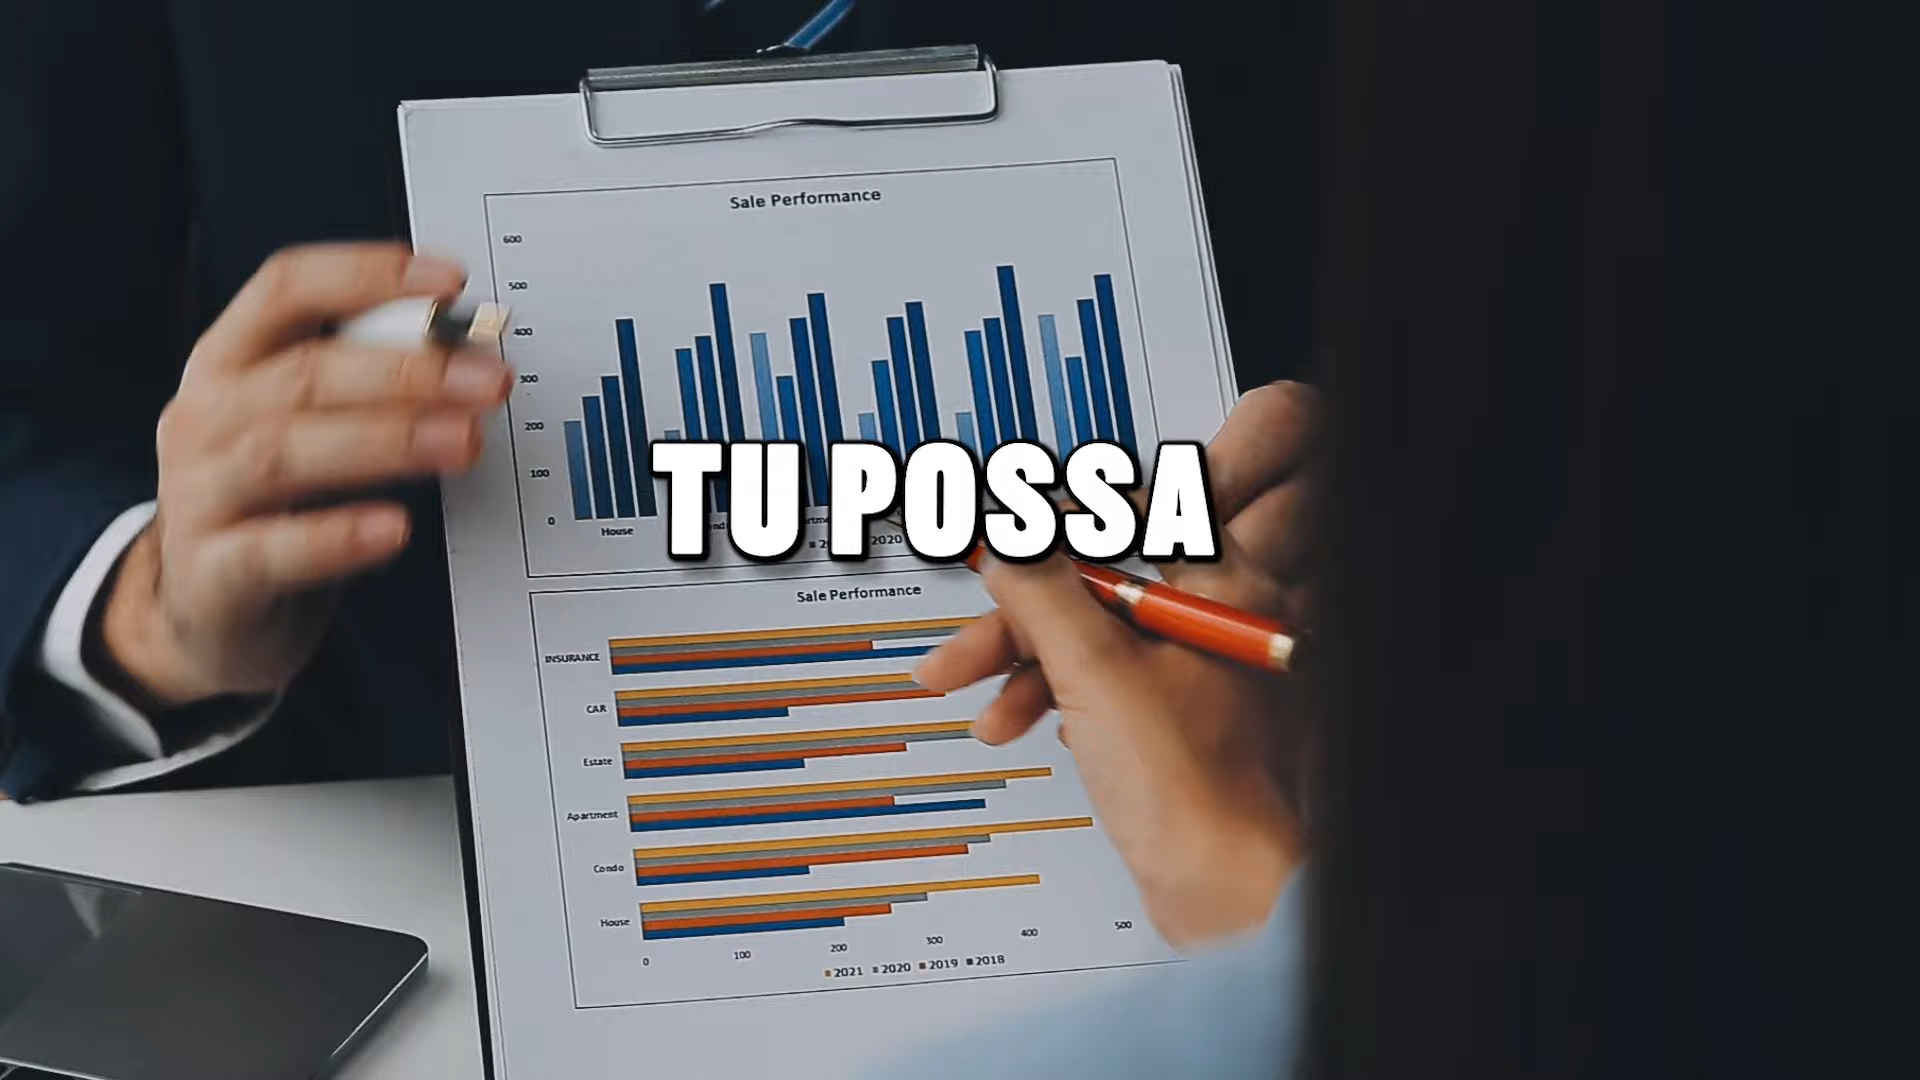 Sale Performance
600
500
400
300
200
100
0
House
TU POSSA
2020
Sale Performance
INSURANCE
CAR
Estate
Apartment
Condo
House
0 100 200 300 400 500
2021 2020 2019 2018